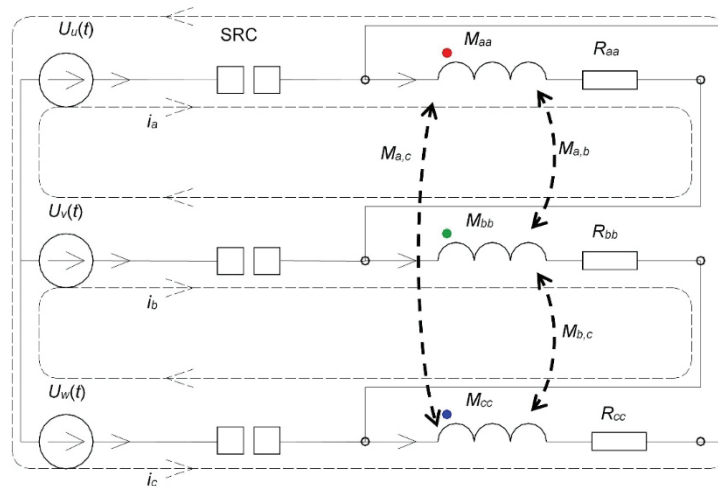 Uu(t)
SRC
Maa
Raa
ia
Ma,c
Ma,b
Uv(t)
Mbb
Rbb
ib
Mb,c
Uw(t)
Mcc
Rcc
ic